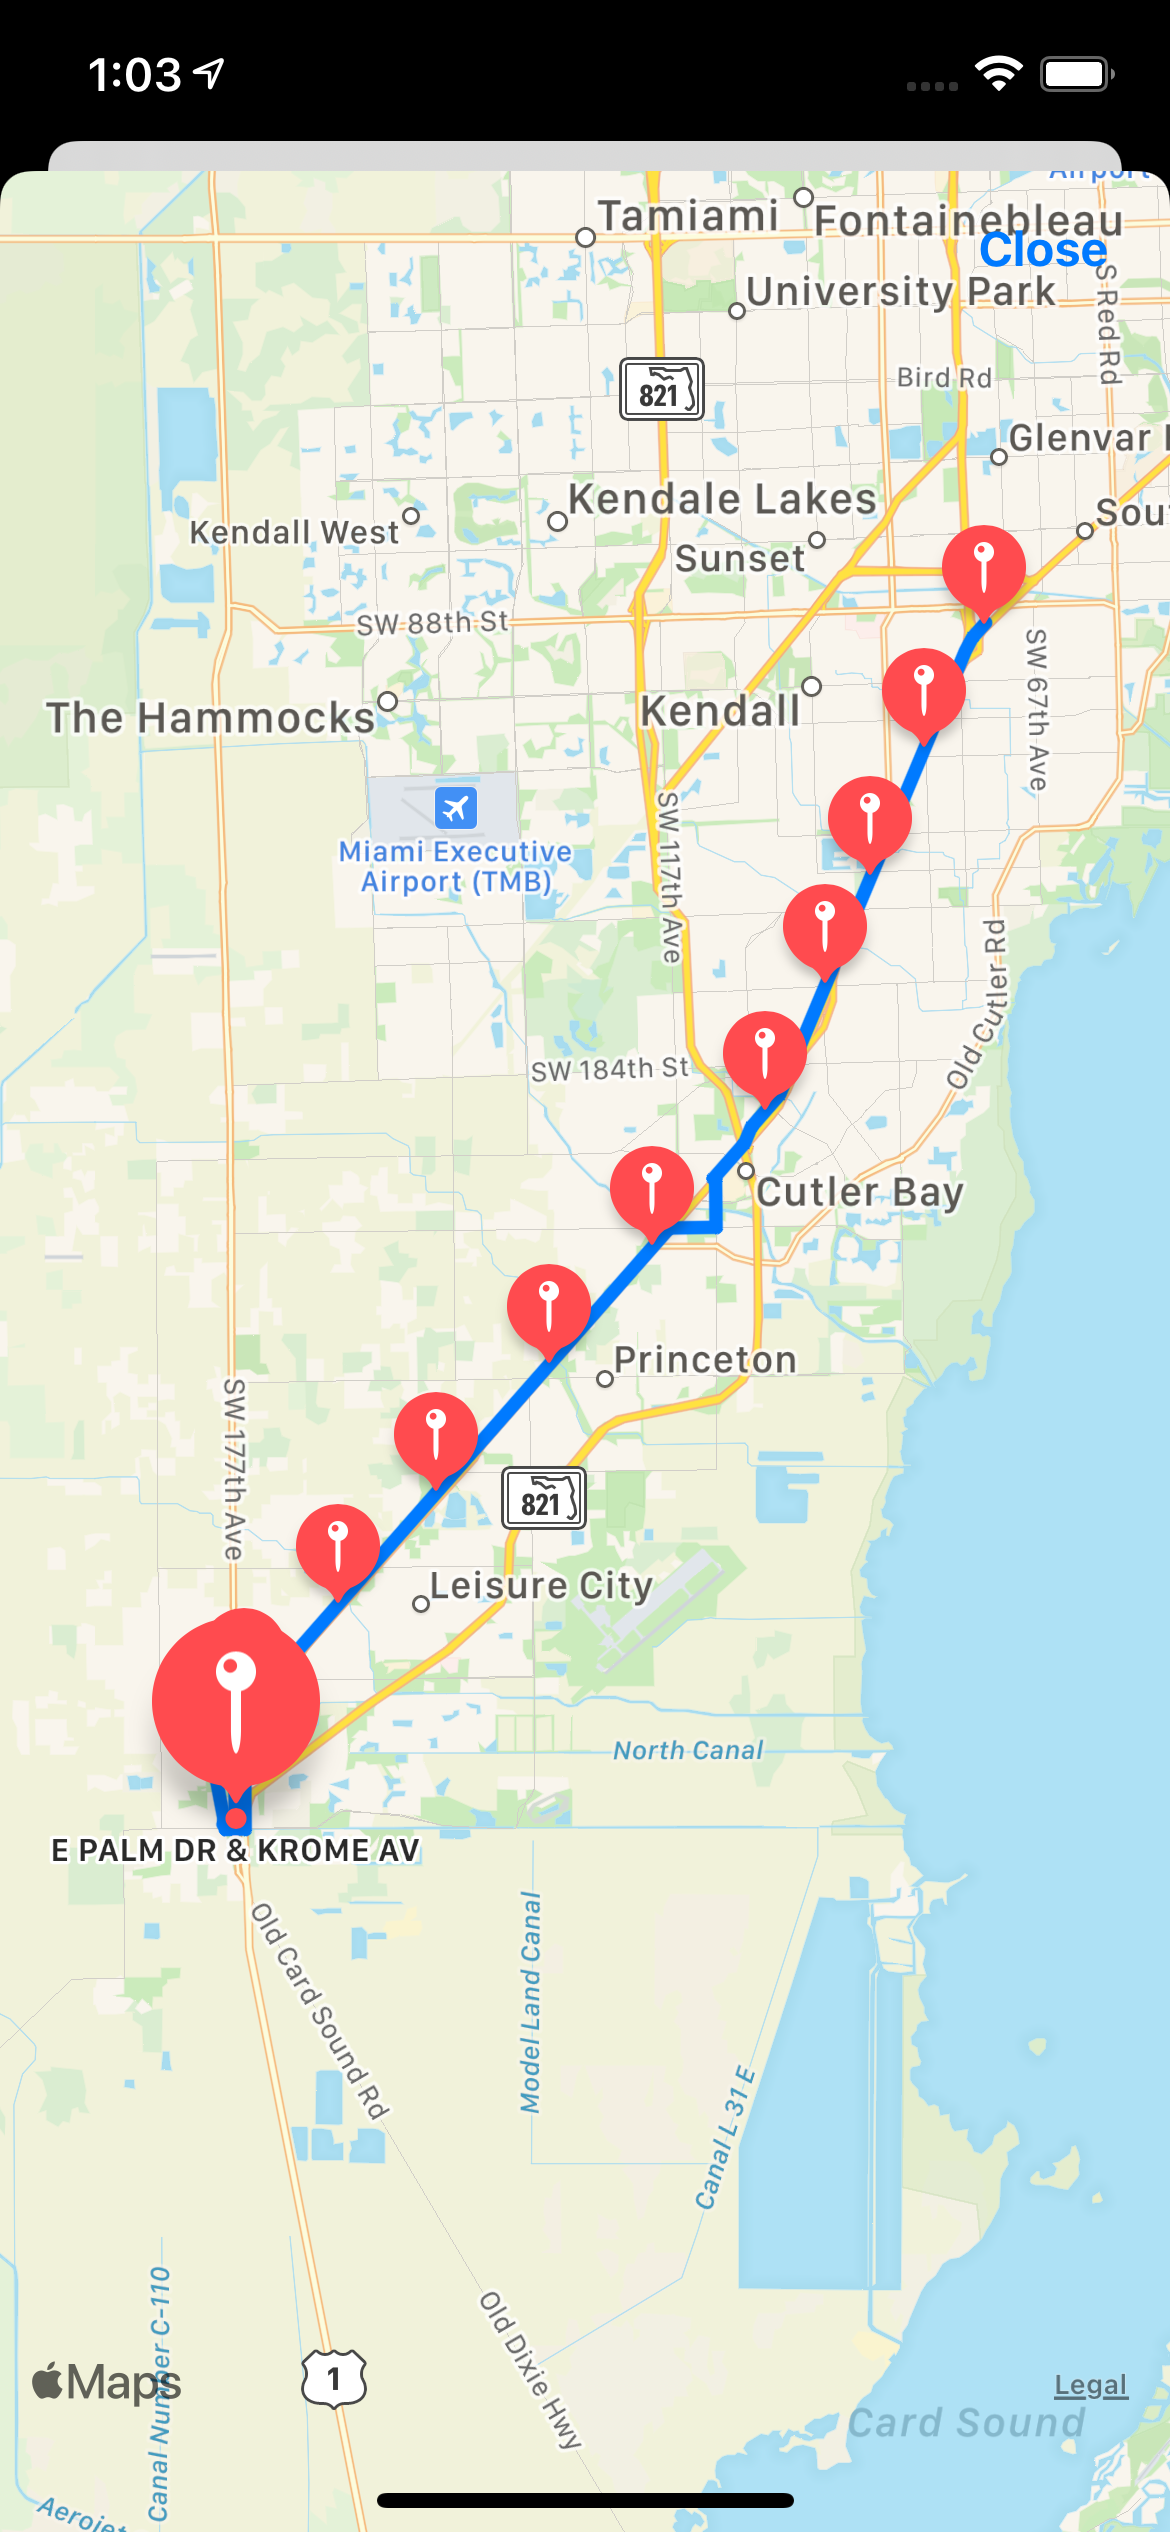 1:03
Airport
Tamiami
Fontainebleau
Close
University Park
S Red Rd
821
Bird Rd
Glenvar
Kendale Lakes
Kendall West
Sunset
SW 88th St
SW 67th Ave
The Hammocks
Kendall
Miami Executive
Airport (TMB)
SW 117th Ave
Old Cutler Rd
SW 184th St
Cutler Bay
Princeton
SW 177th Ave
821
Leisure City
North Canal
E PALM DR & KROME AV
Old Card Sound Rd
Model Land Canal
Canal L 31 E
Canal Number C-110
Old Dixie Hwy
Maps
1
Legal
Card Sound
Aerojet